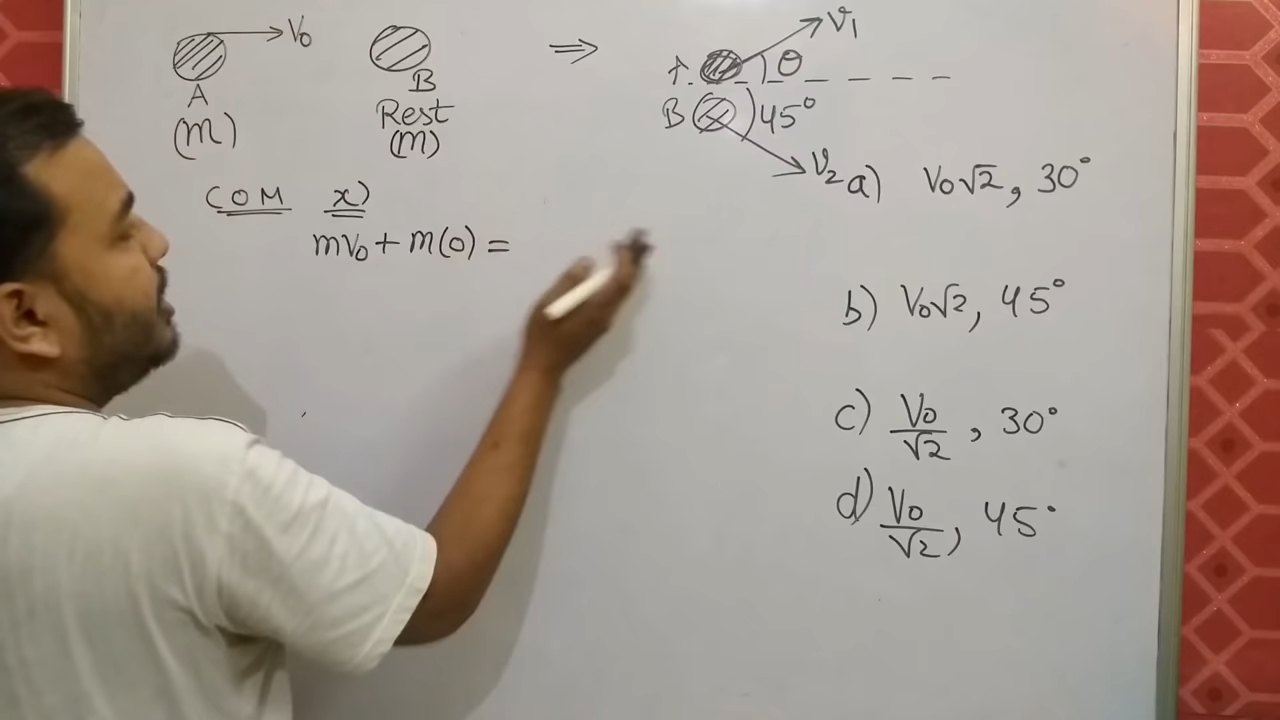 V₀
A
(m)
B
Rest
(m)
⇒
V₁
A
θ
B
45°
V₂
COM x)
mv₀ + m(0) =
a) V₀√2, 30°
b) V₀√2, 45°
c) V₀/√2, 30°
d) V₀/√2, 45°